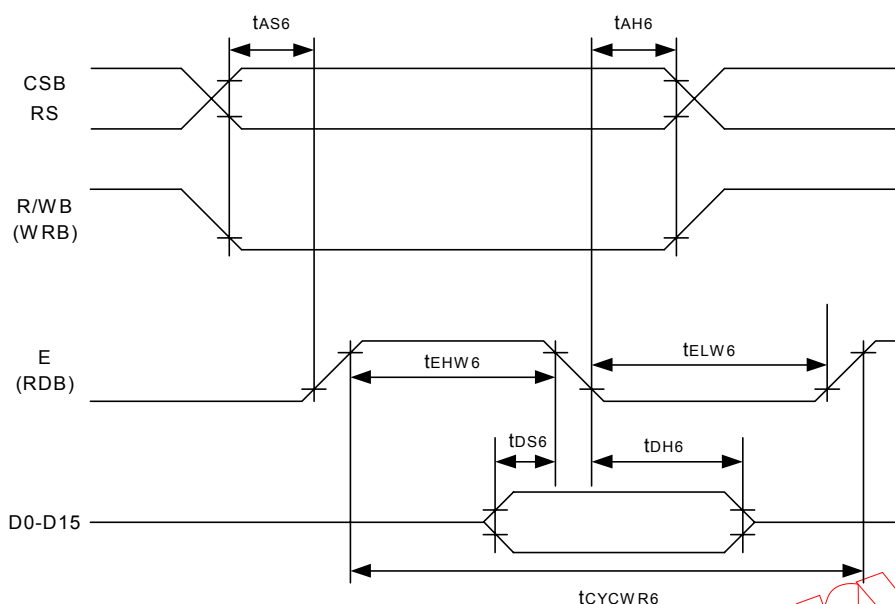 tAS6
tAH6
CSB
RS
R/WB
(WRB)
E
(RDB)
tEHW6
tELW6
tDS6
tDH6
D0-D15
tCYCWR6